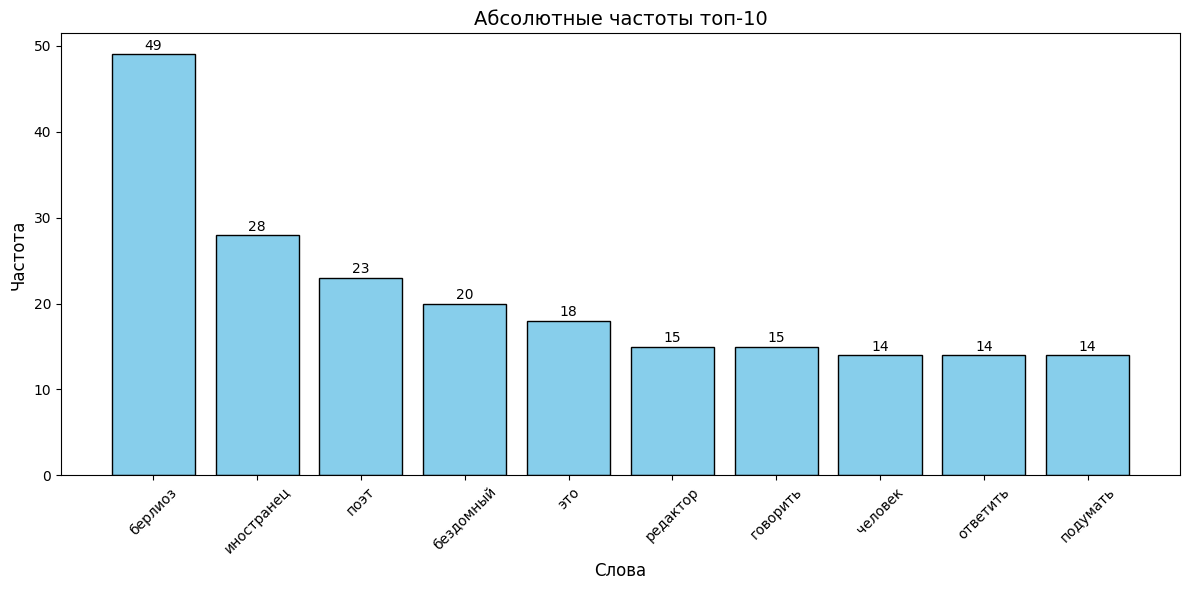 Абсолютные частоты топ-10
Частота
50
40
30
20
10
0
49
28
23
20
18
15
15
14
14
14
берлиоз
иностранец
поэт
бездомный
это
редактор
говорить
человек
ответить
подумать
Слова